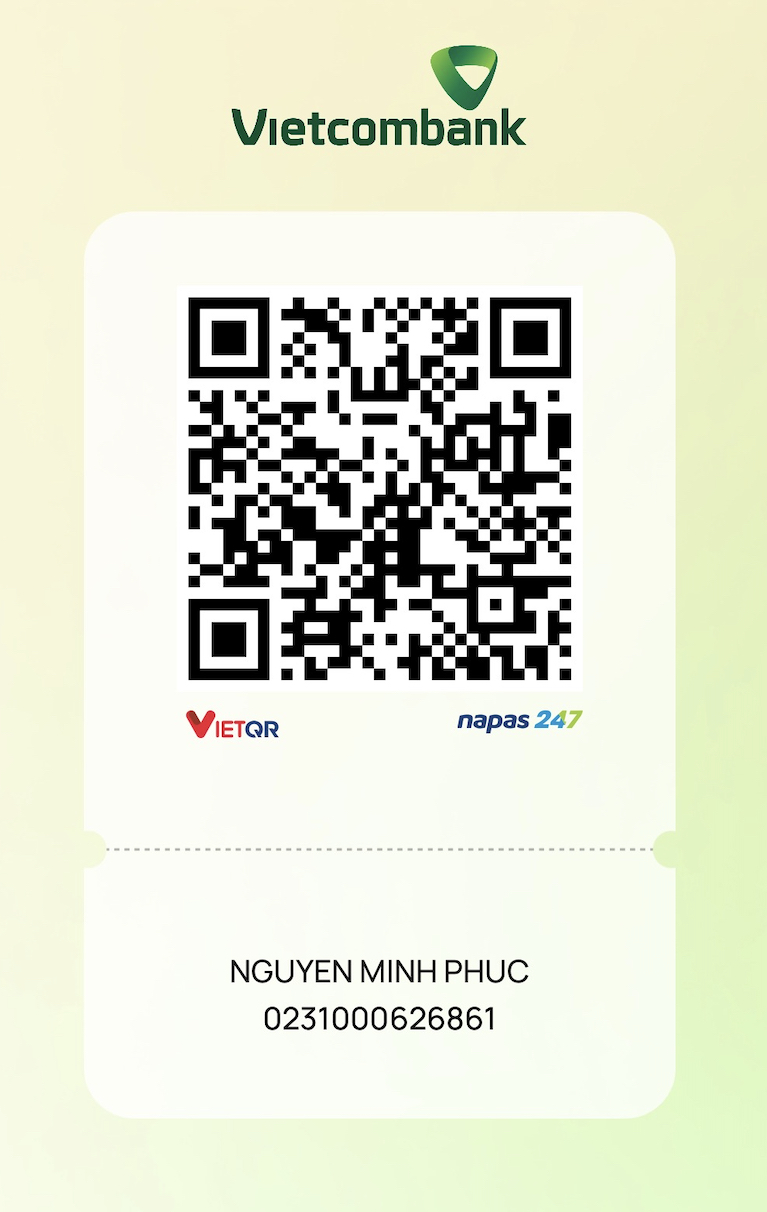 Vietcombank
VIETQR
napas 247
NGUYEN MINH PHUC
0231000626861